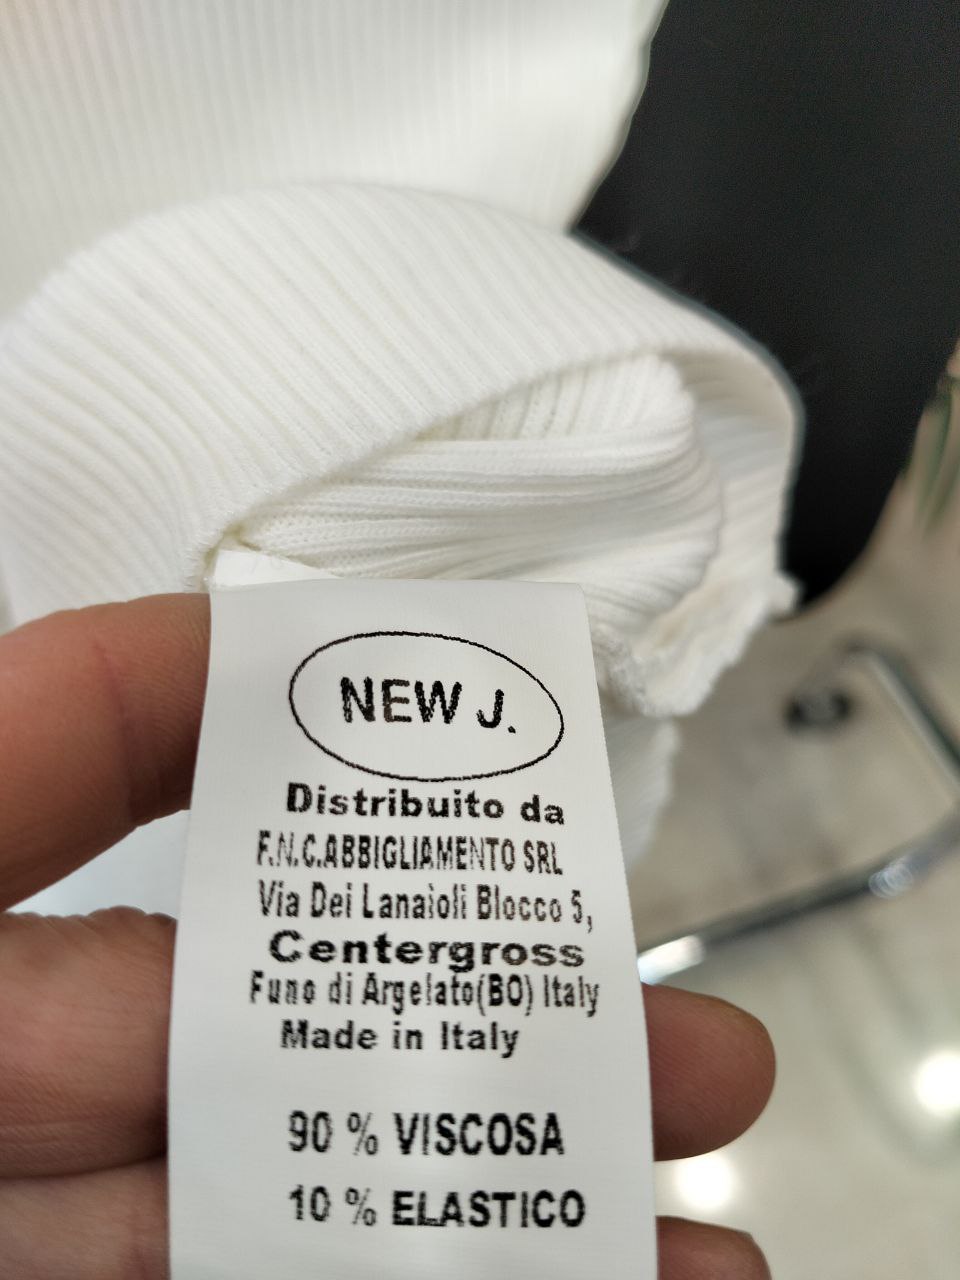 NEW J.
Distribuito da
F.N.C.ABBIGLIAMENTO SRL
Via Dei Lanaioli Blocco 5,
Centergross
Funo di Argelato(BO) Italy
Made in Italy
90 % VISCOSA
10 % ELASTICO